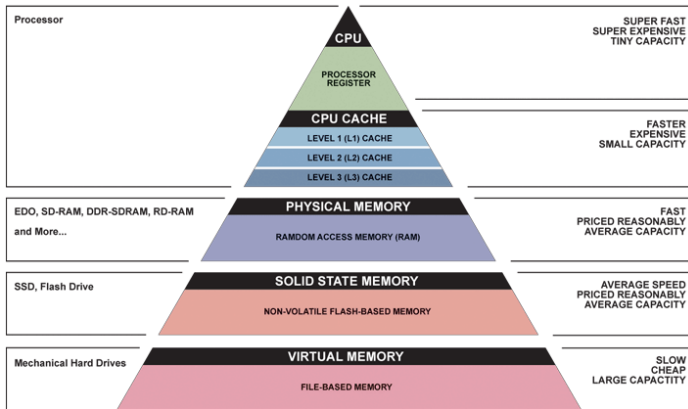 Processor
CPU
SUPER FAST
SUPER EXPENSIVE
TINY CAPACITY
PROCESSOR
REGISTER
CPU CACHE
LEVEL 1 (L1) CACHE
LEVEL 2 (L2) CACHE
LEVEL 3 (L3) CACHE
FASTER
EXPENSIVE
SMALL CAPACITY
EDO, SD-RAM, DDR-SDRAM, RD-RAM
and More...
PHYSICAL MEMORY
RAMDOM ACCESS MEMORY (RAM)
FAST
PRICED REASONABLY
AVERAGE CAPACITY
SSD, Flash Drive
SOLID STATE MEMORY
NON-VOLATILE FLASH-BASED MEMORY
AVERAGE SPEED
PRICED REASONABLY
AVERAGE CAPACITY
Mechanical Hard Drives
VIRTUAL MEMORY
FILE-BASED MEMORY
SLOW
CHEAP
LARGE CAPACTITY